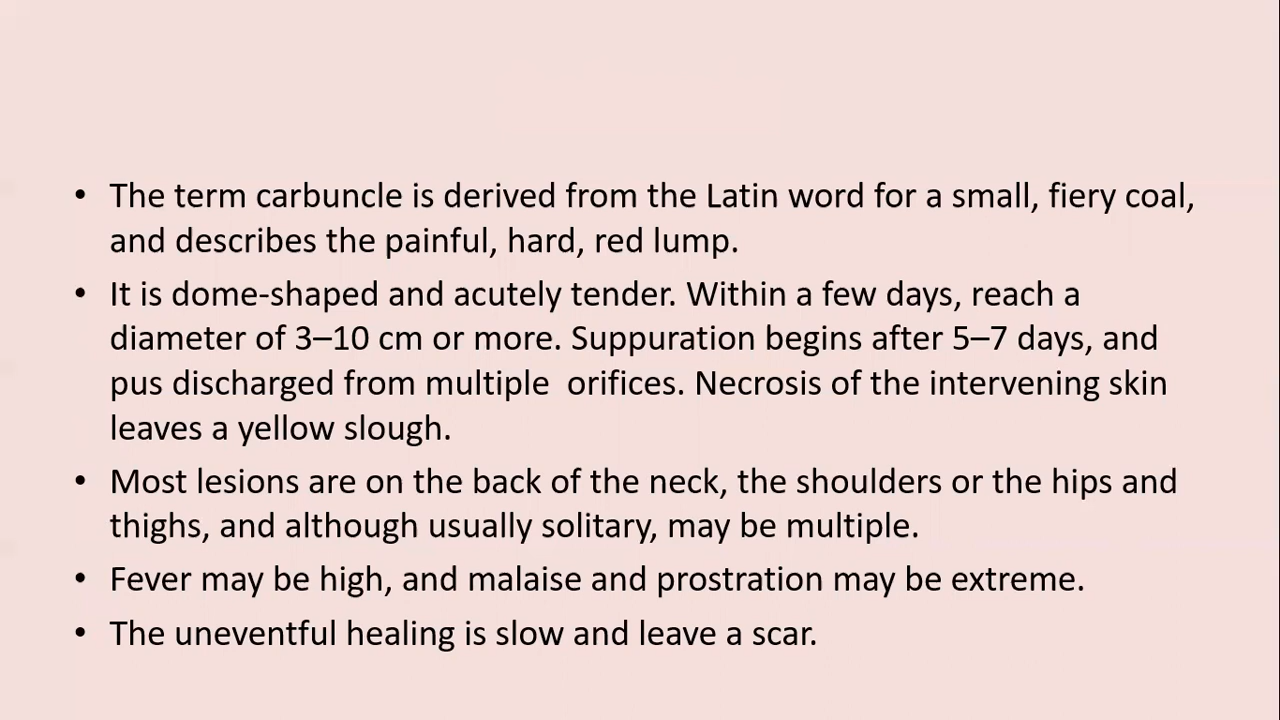 • The term carbuncle is derived from the Latin word for a small, fiery coal,
and describes the painful, hard, red lump.
• It is dome-shaped and acutely tender. Within a few days, reach a
diameter of 3–10 cm or more. Suppuration begins after 5–7 days, and
pus discharged from multiple  orifices. Necrosis of the intervening skin
leaves a yellow slough.
• Most lesions are on the back of the neck, the shoulders or the hips and
thighs, and although usually solitary, may be multiple.
• Fever may be high, and malaise and prostration may be extreme.
• The uneventful healing is slow and leave a scar.